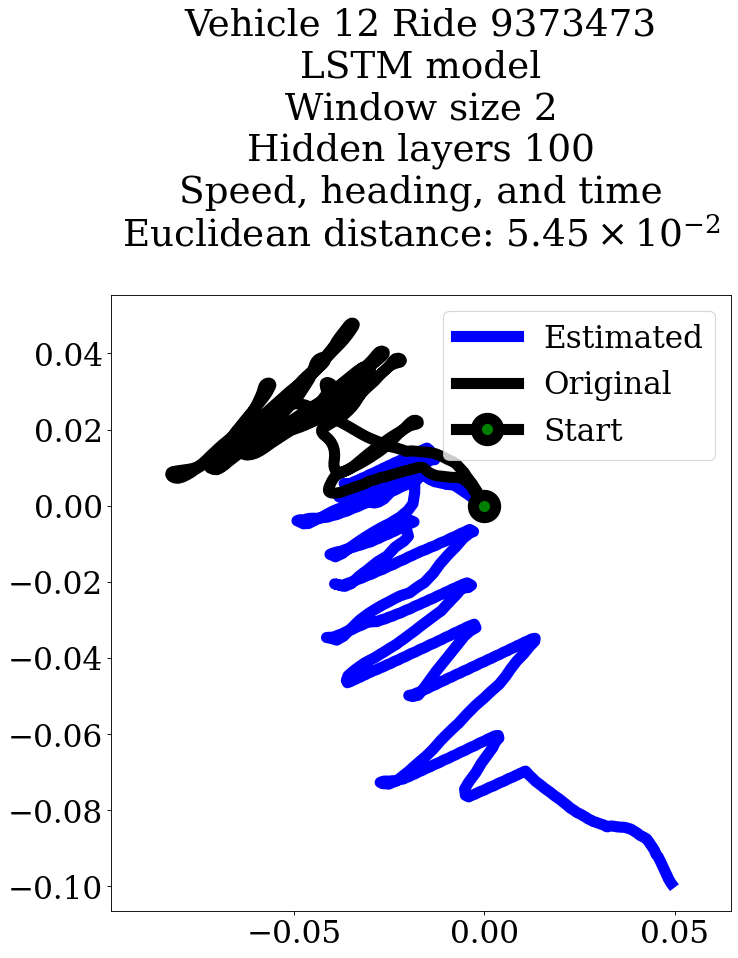 Vehicle 12 Ride 9373473
LSTM model
Window size 2
Hidden layers 100
Speed, heading, and time
Euclidean distance: 5.45 × 10⁻²
Estimated
Original
Start
0.04
0.02
0.00
−0.02
−0.04
−0.06
−0.08
−0.10
−0.05
0.00
0.05